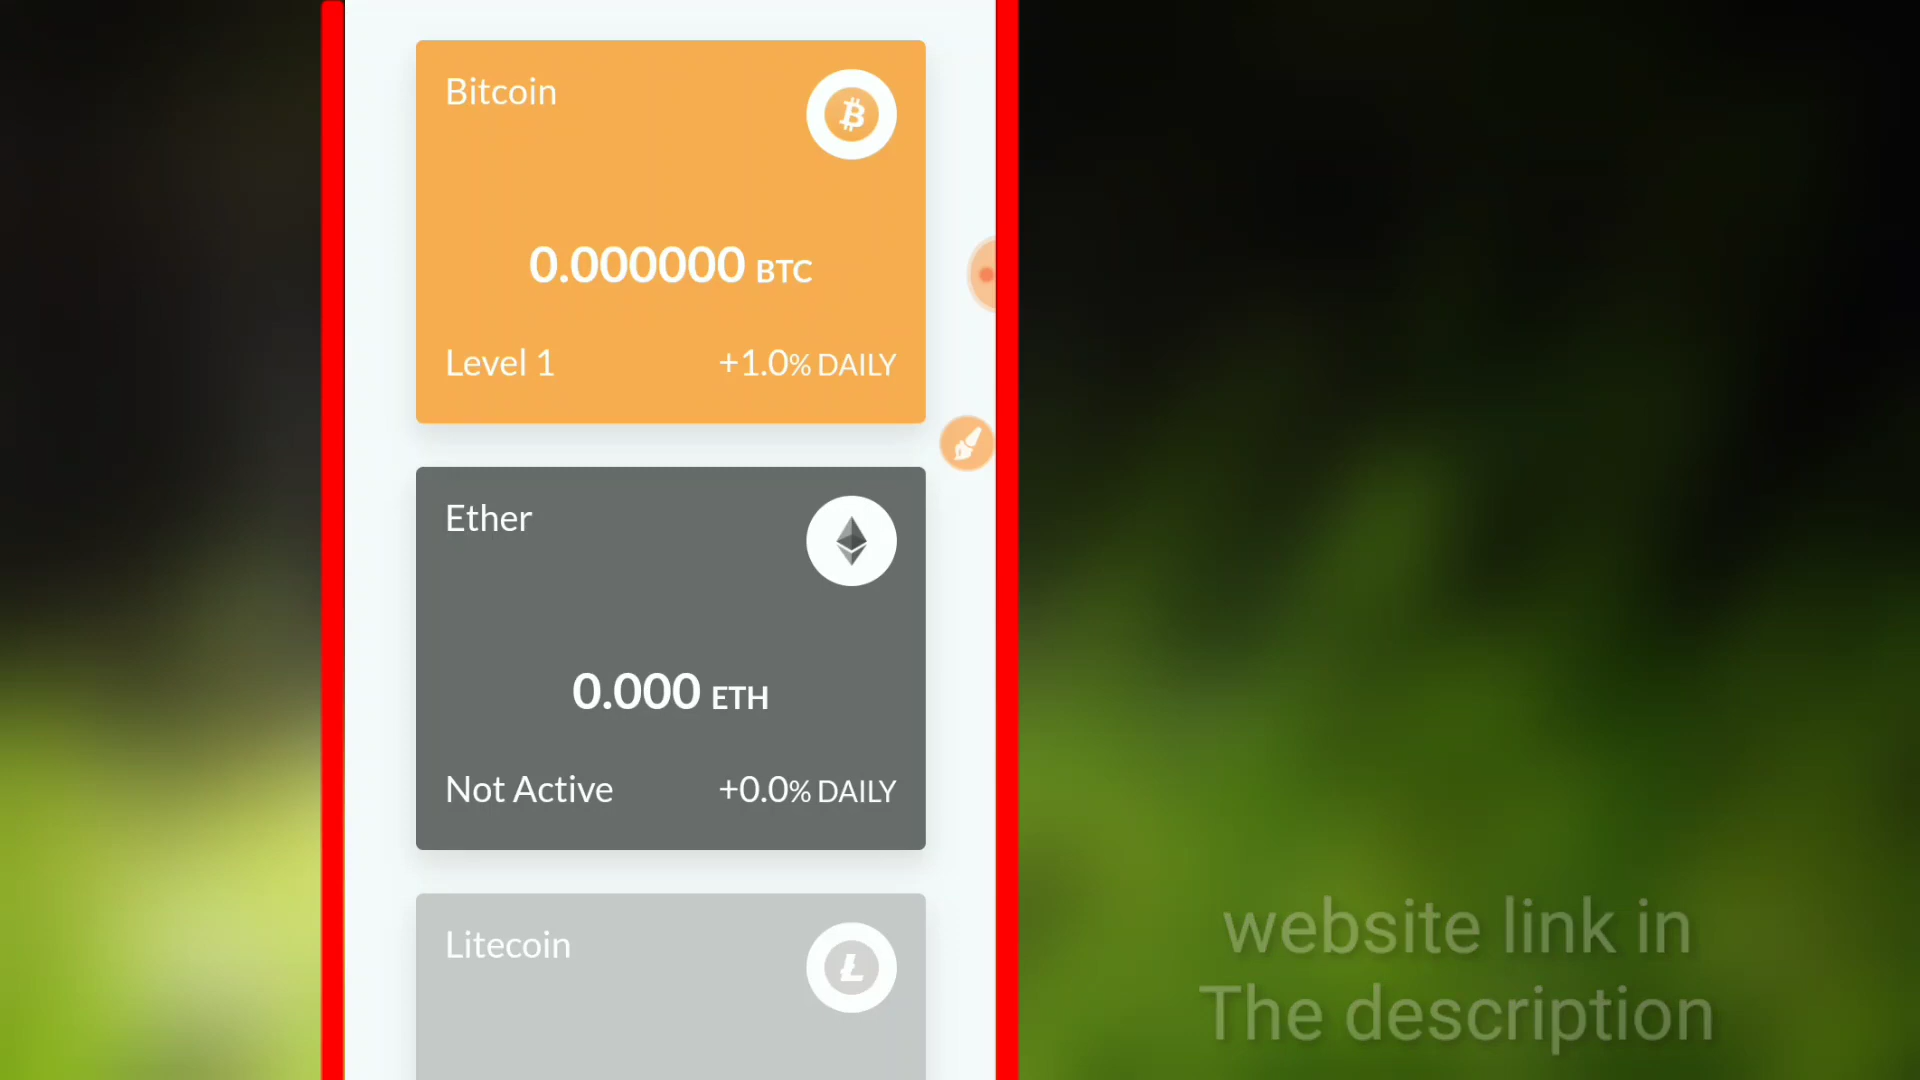 Bitcoin
0.000000 BTC
Level 1 +1.0% DAILY
Ether
0.000 ETH
Not Active +0.0% DAILY
Litecoin
website link in
The description